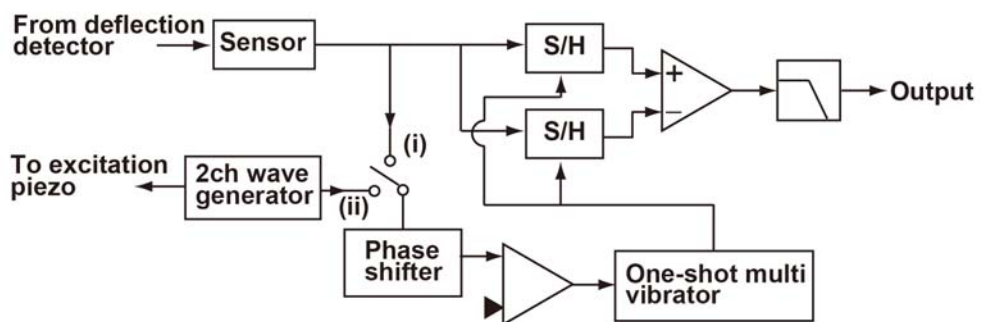 From deflection
detector
Sensor
S/H
S/H
+
−
Output
(i)
(ii)
To excitation
piezo
2ch wave
generator
Phase
shifter
One-shot multi
vibrator